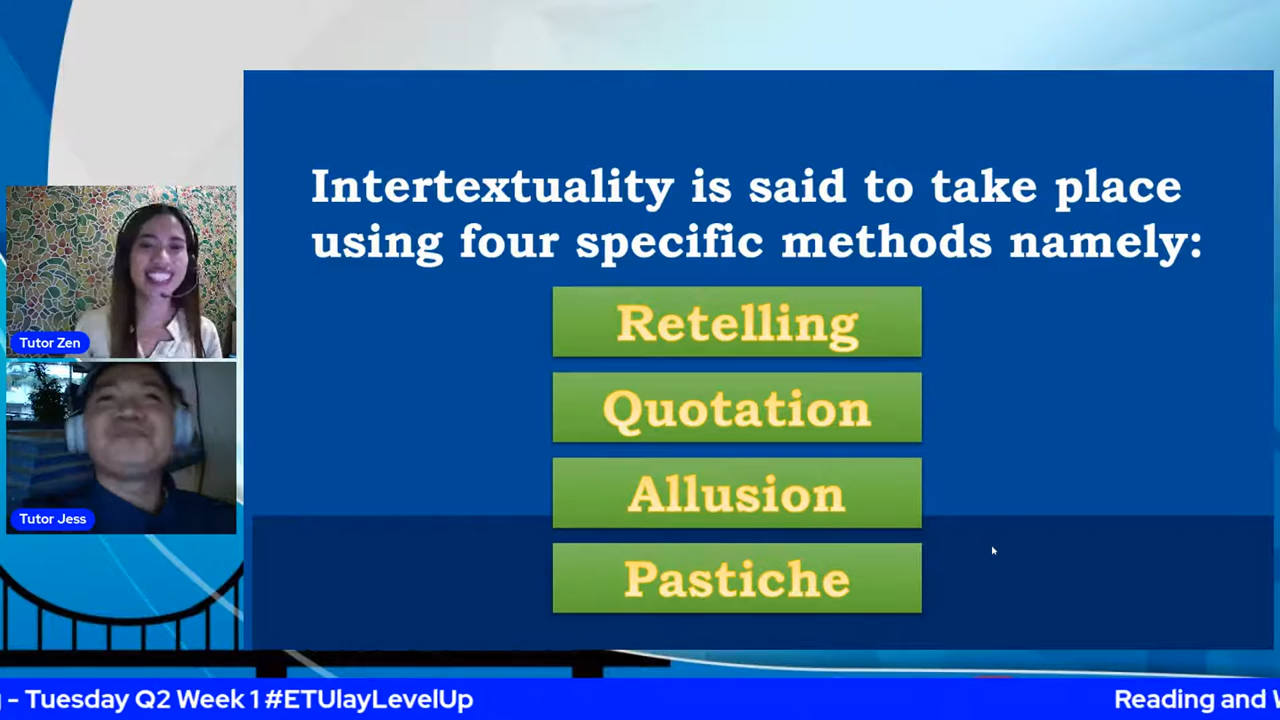 Intertextuality is said to take place
using four specific methods namely:
Retelling
Quotation
Allusion
Pastiche
Tutor Zen
Tutor Jess
– Tuesday Q2 Week 1 #ETUlayLevelUp
Reading and